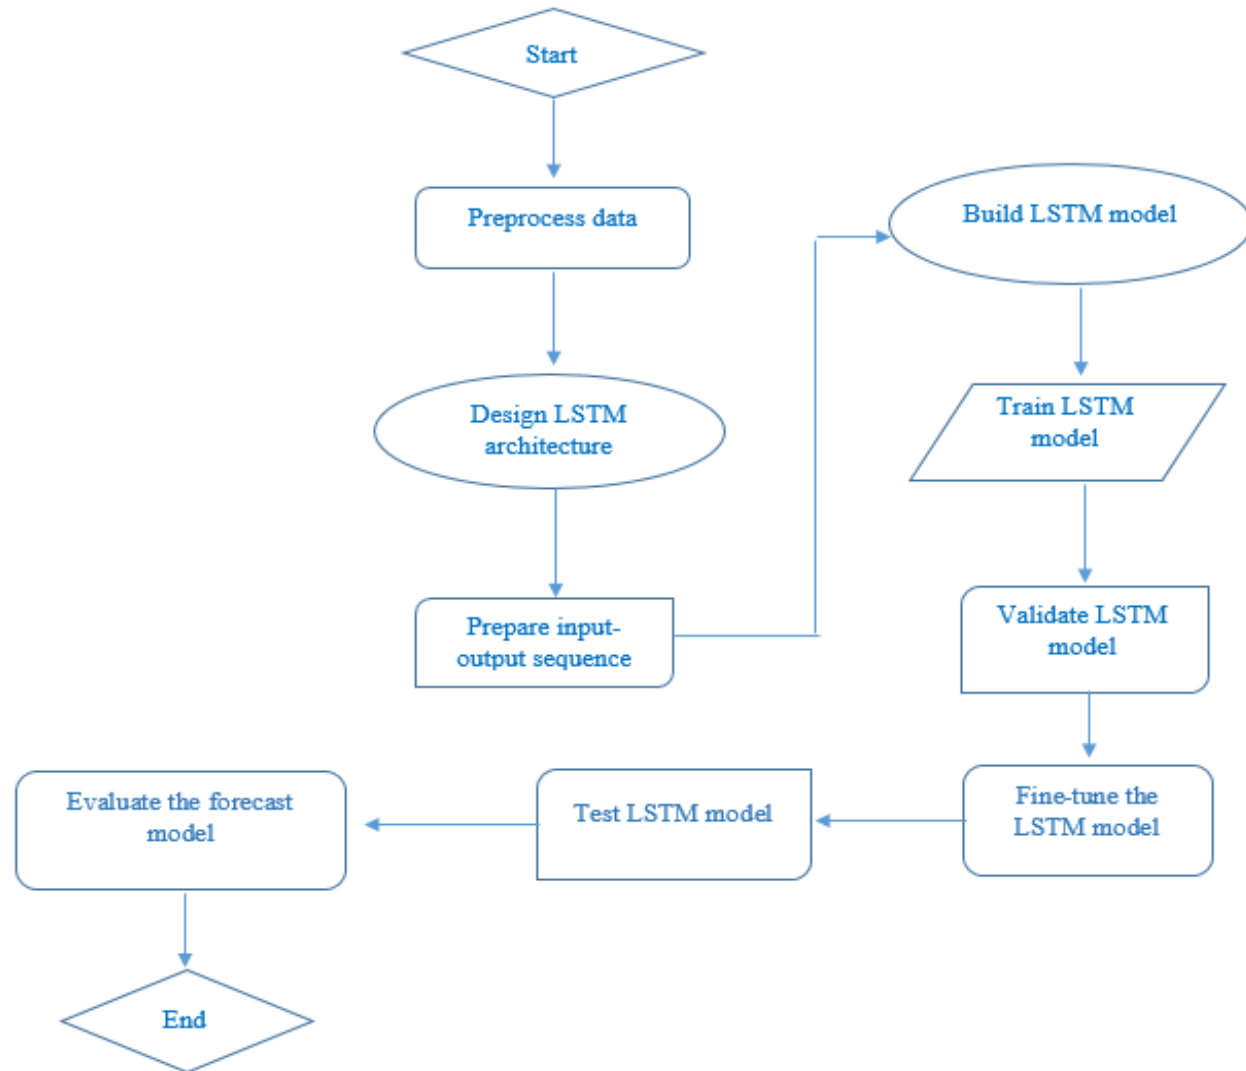 Start
Preprocess data
Design LSTM
architecture
Prepare input-
output sequence
Build LSTM model
Train LSTM
model
Validate LSTM
model
Fine-tune the
LSTM model
Test LSTM model
Evaluate the forecast
model
End